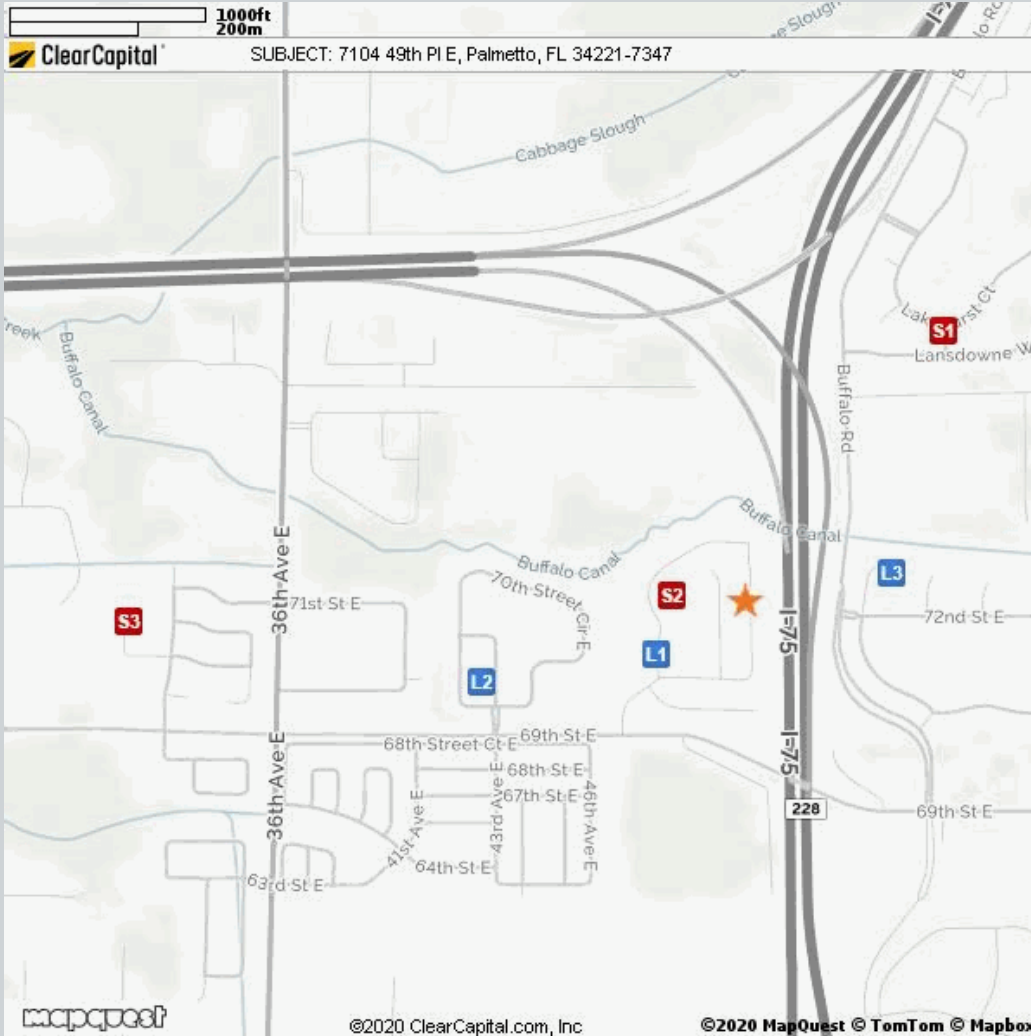 1000ft
200m
ClearCapital
SUBJECT: 7104 49th Pl E, Palmetto, FL 34221-7347
Cabbage Slough
S1
Lansdowne
Buffalo Rd
Buffalo Canal
36th Ave E
Buffalo Canal
Buffalo Canal
70th Street Cir E
71st St E
S3
S2
L3
72nd St E
I-75
L1
L2
69th St E
68th Street Ct E
36th Ave E
68th St E
67th St E
41st Ave E
43rd Ave E
46th Ave E
I-75
228
69th St E
64th St E
63rd St E
mapquest
©2020 ClearCapital.com, Inc
©2020 MapQuest © TomTom © Mapbox